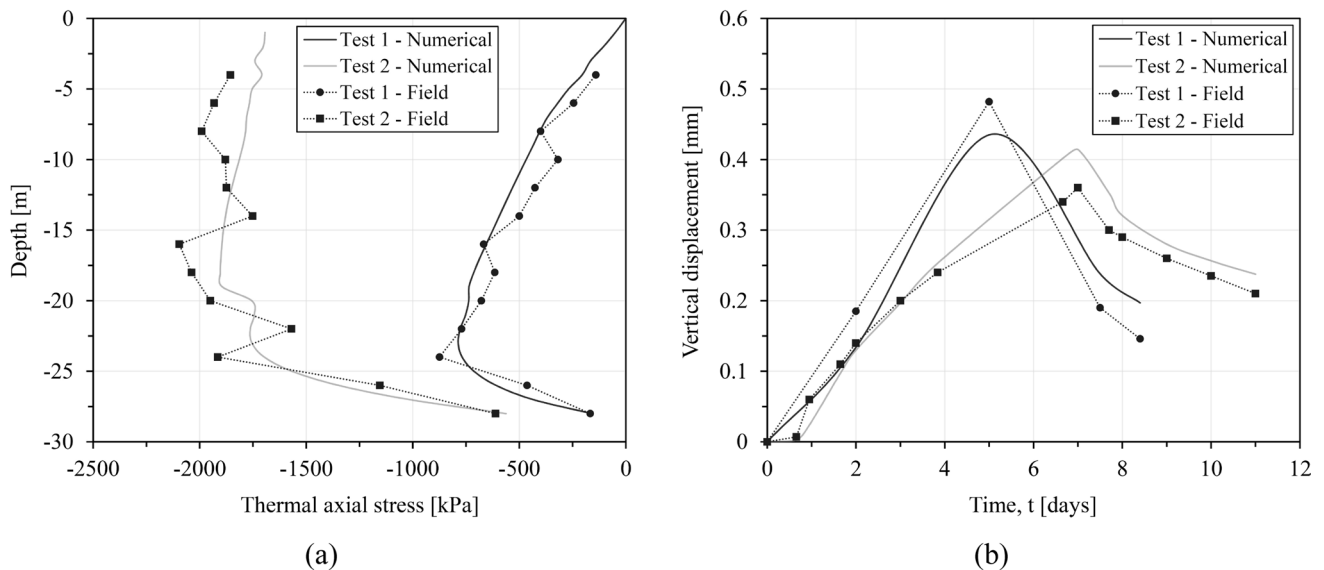 0
-5
-10
-15
-20
-25
-30
Depth [m]
-2500 -2000 -1500 -1000 -500 0
Thermal axial stress [kPa]
Test 1 - Numerical
Test 2 - Numerical
Test 1 - Field
Test 2 - Field
(a)
0.6
0.5
0.4
0.3
0.2
0.1
0
Vertical displacement [mm]
0 2 4 6 8 10 12
Time, t [days]
Test 1 - Numerical
Test 2 - Numerical
Test 1 - Field
Test 2 - Field
(b)